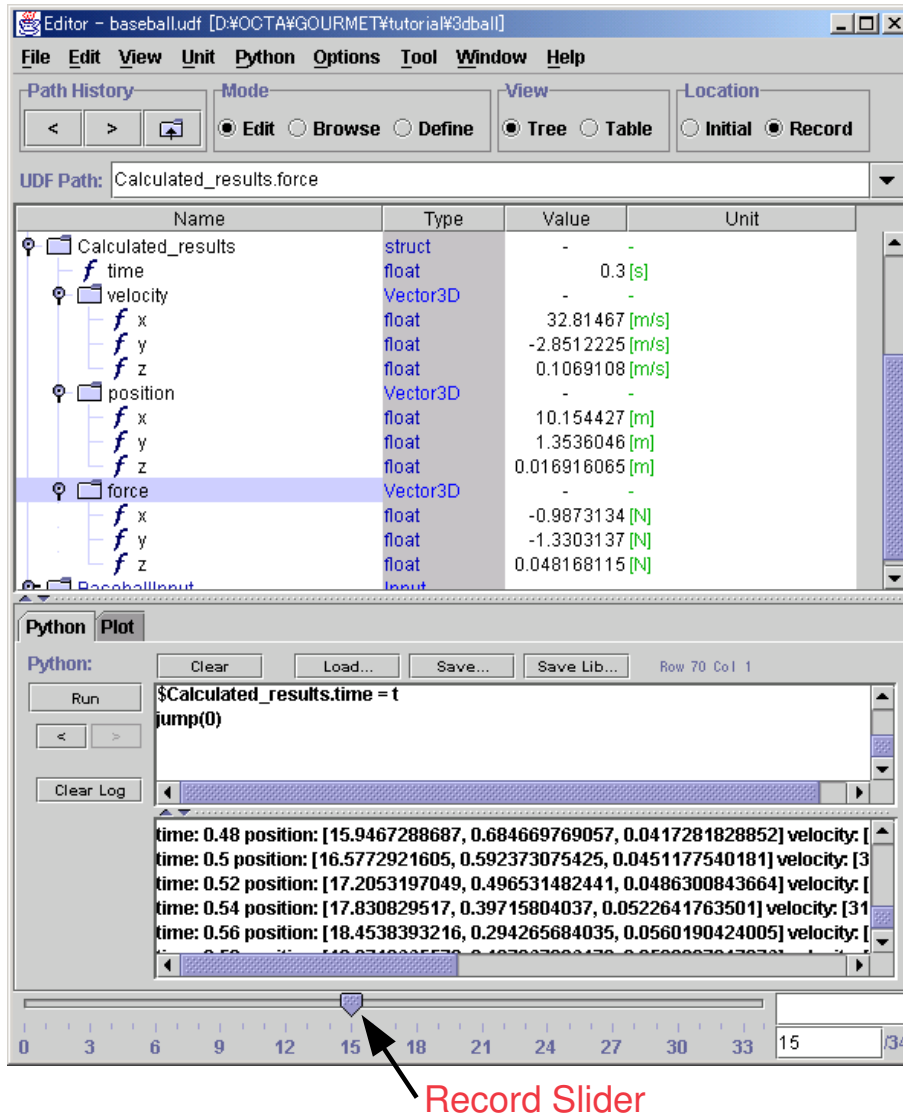 Editor – baseball.udf [D:¥OCTA¥GOURMET¥tutorial¥3dball]
File Edit View Unit Python Options Tool Window Help
Path History Mode View Location
< > Edit Browse Define Tree Table Initial Record
UDF Path: Calculated_results.force
Name Type Value Unit
Calculated_results struct - -
f time float 0.3 [s]
velocity Vector3D - -
f x float 32.81467 [m/s]
f y float -2.8512225 [m/s]
f z float 0.1069108 [m/s]
position Vector3D - -
f x float 10.154427 [m]
f y float 1.3536046 [m]
f z float 0.016916065 [m]
force Vector3D - -
f x float -0.9873134 [N]
f y float -1.3303137 [N]
f z float 0.048168115 [N]
BaseballInput Input
Python Plot
Python: Clear Load... Save... Save Lib... Row 70 Col 1
Run
$Calculated_results.time = t
jump(0)
< >
Clear Log
time: 0.48 position: [15.9467288687, 0.684669769057, 0.0417281828852] velocity: [
time: 0.5 position: [16.5772921605, 0.592373075425, 0.0451177540181] velocity: [3
time: 0.52 position: [17.2053197049, 0.496531482441, 0.0486300843664] velocity: [
time: 0.54 position: [17.830829517, 0.39715804037, 0.0522641763501] velocity: [31
time: 0.56 position: [18.4538393216, 0.294265684035, 0.0560190424005] velocity: [
0 3 6 9 12 15 18 21 24 27 30 33 15 /34
Record Slider